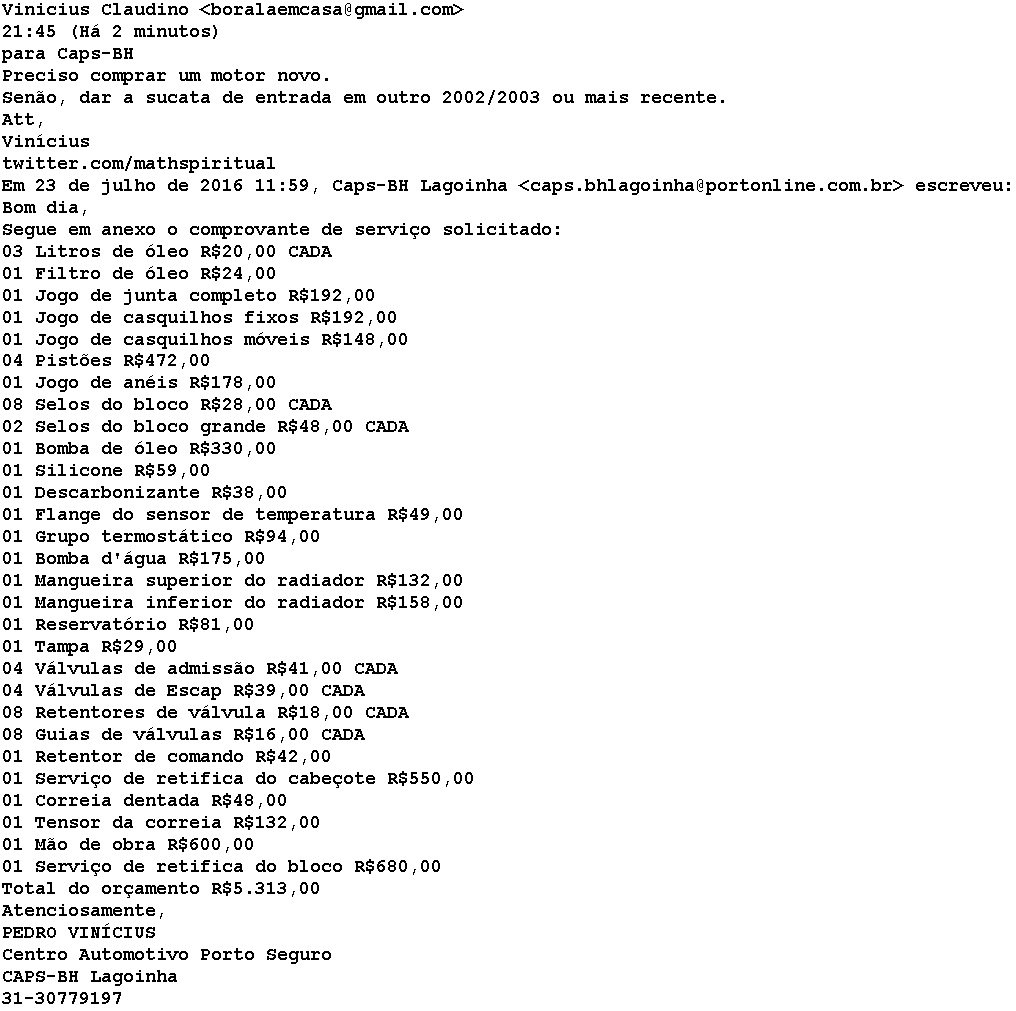 Vinicius Claudino <boralaemcasa@gmail.com>
21:45 (Há 2 minutos)
para Caps-BH
Preciso comprar um motor novo.
Senão, dar a sucata de entrada em outro 2002/2003 ou mais recente.
Att,
Vinícius
twitter.com/mathspiritual
Em 23 de julho de 2016 11:59, Caps-BH Lagoinha <caps.bhlagoinha@portonline.com.br> escreveu:
Bom dia,
Segue em anexo o comprovante de serviço solicitado:
03 Litros de óleo R$20,00 CADA
01 Filtro de óleo R$24,00
01 Jogo de junta completo R$192,00
01 Jogo de casquilhos fixos R$192,00
01 Jogo de casquilhos móveis R$148,00
04 Pistões R$472,00
01 Jogo de anéis R$178,00
08 Selos do bloco R$28,00 CADA
02 Selos do bloco grande R$48,00 CADA
01 Bomba de óleo R$330,00
01 Silicone R$59,00
01 Descarbonizante R$38,00
01 Flange do sensor de temperatura R$49,00
01 Grupo termostático R$94,00
01 Bomba d'água R$175,00
01 Mangueira superior do radiador R$132,00
01 Mangueira inferior do radiador R$158,00
01 Reservatório R$81,00
01 Tampa R$29,00
04 Válvulas de admissão R$41,00 CADA
04 Válvulas de Escap R$39,00 CADA
08 Retentores de válvula R$18,00 CADA
08 Guias de válvulas R$16,00 CADA
01 Retentor de comando R$42,00
01 Serviço de retifica do cabeçote R$550,00
01 Correia dentada R$48,00
01 Tensor da correia R$132,00
01 Mão de obra R$600,00
01 Serviço de retifica do bloco R$680,00
Total do orçamento R$5.313,00
Atenciosamente,
PEDRO VINÍCIUS
Centro Automotivo Porto Seguro
CAPS-BH Lagoinha
31-30779197